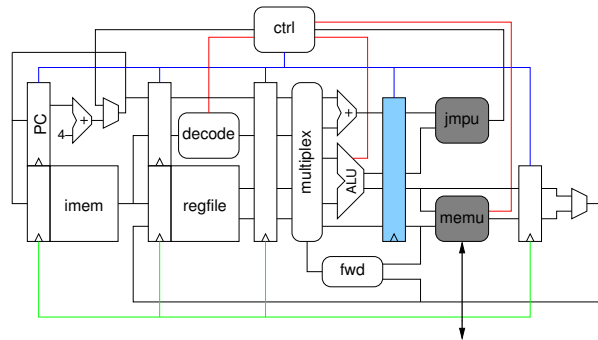 ctrl
PC
4
+
decode
multiplex
+
ALU
jmpu
imem
regfile
memu
fwd